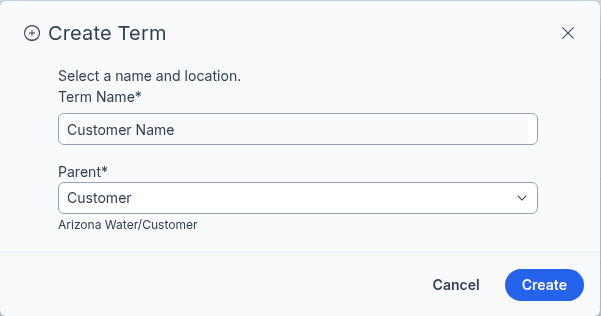 Create Term
Select a name and location.
Term Name*
Customer Name
Parent*
Customer
Arizona Water/Customer
Cancel
Create